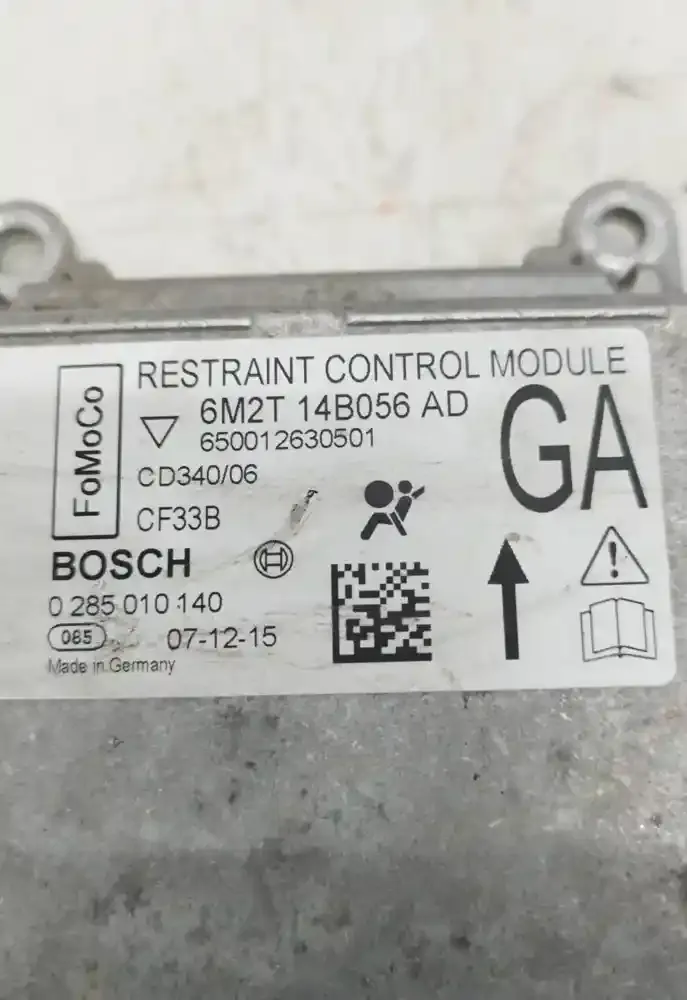 FoMoCo
RESTRAINT CONTROL MODULE
6M2T 14B056 AD
650012630501
GA
CD340/06
CF33B
BOSCH
0 285 010 140
085 07-12-15
Made in Germany